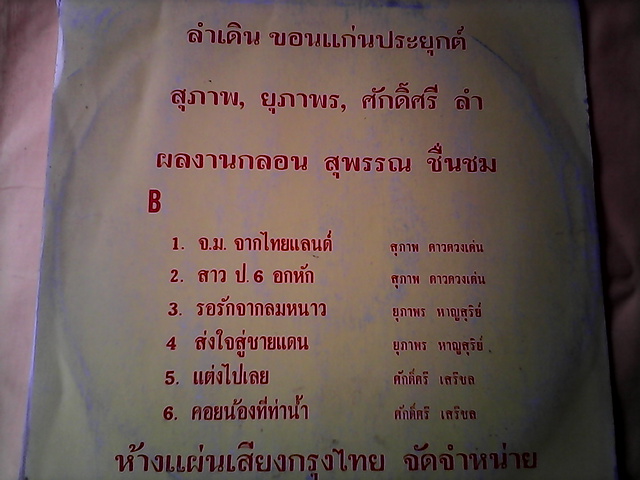 ลำเดิน ขอนแก่นประยุกต์
สุภาพ, ยุภาพร, ศักดิ์ศรี ลำ
ผลงานกลอน สุพรรณ ชื่นชม
B
1. จ.ม. จากไทยแลนด์ สุภาพ ดาวดวงเด่น
2. สาว ป.6 อกหัก สุภาพ ดาวดวงเด่น
3. รอรักจากลมหนาว ยุภาพร หาญสุริย์
4 ส่งใจสู่ชายแดน ยุภาพร หาญสุริย์
5. แต่งไปเลย ศักดิ์ศรี เสริชล
6. คอยน้องที่ท่าน้ำ ศักดิ์ศรี เสริชล
ห้างแผ่นเสียงกรุงไทย จัดจำหน่าย